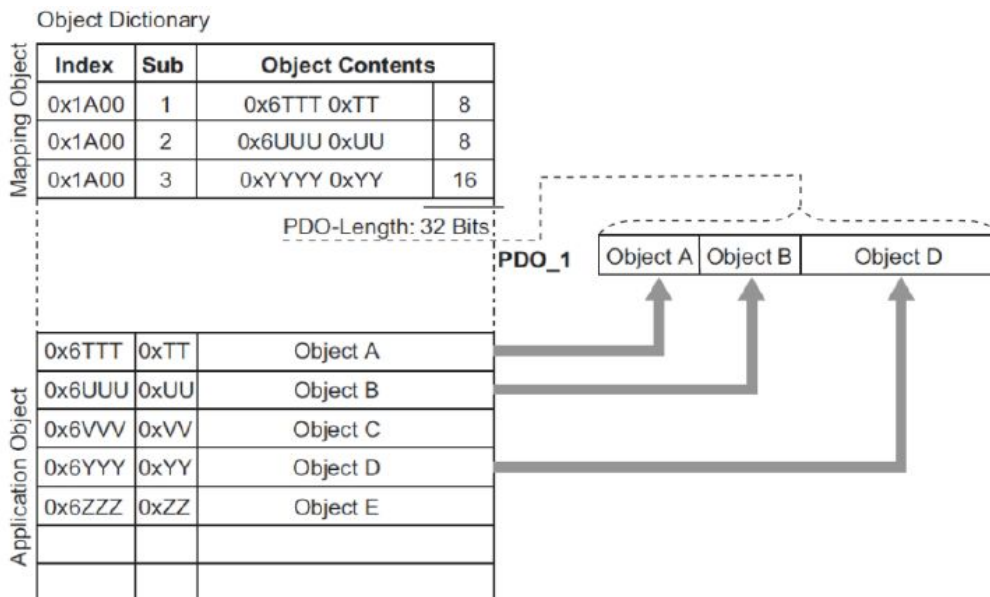 Object Dictionary
Mapping Object
Index Sub Object Contents
0x1A00 1 0x6TTT 0xTT 8
0x1A00 2 0x6UUU 0xUU 8
0x1A00 3 0xYYYY 0xYY 16
PDO-Length: 32 Bits
PDO_1 Object A Object B Object D
Application Object
0x6TTT 0xTT Object A
0x6UUU 0xUU Object B
0x6VVV 0xVV Object C
0x6YYY 0xYY Object D
0x6ZZZ 0xZZ Object E